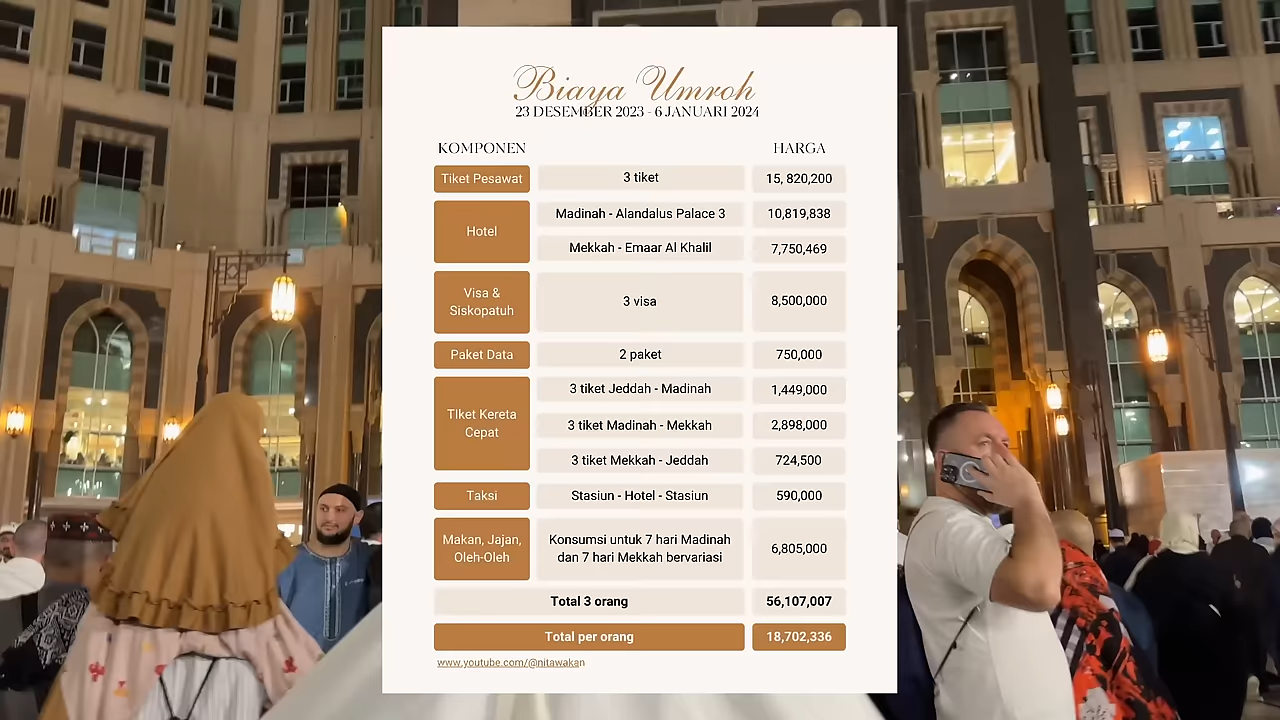 Biaya Umroh
23 DESEMBER 2023 - 6 JANUARI 2024
KOMPONEN HARGA
Tiket Pesawat 3 tiket 15, 820,200
Hotel
Madinah - Alandalus Palace 3 10,819,838
Mekkah - Emaar Al Khalil 7,750,469
Visa &
Siskopatuh
3 visa 8,500,000
Paket Data 2 paket 750,000
TIket Kereta
Cepat
3 tiket Jeddah - Madinah 1,449,000
3 tiket Madinah - Mekkah 2,898,000
3 tiket Mekkah - Jeddah 724,500
Taksi Stasiun - Hotel - Stasiun 590,000
Makan, Jajan,
Oleh-Oleh
Konsumsi untuk 7 hari Madinah
dan 7 hari Mekkah bervariasi
6,805,000
Total 3 orang 56,107,007
Total per orang 18,702,336
www.youtube.com/@nitawakan